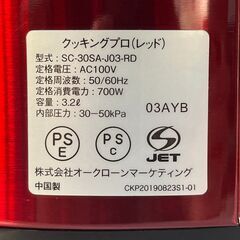 クッキングプロ(レッド)
型式:SC-30SA-J03-RD
定格電圧:AC100V
定格周波数:50/60Hz
定格消費電力:700W
容量:3.2ℓ
内部圧力:30-50kPa
03AYB
PS
E
PS
C
JET
株式会社オークローンマーケティング
中国製
CKP20190823S1-01